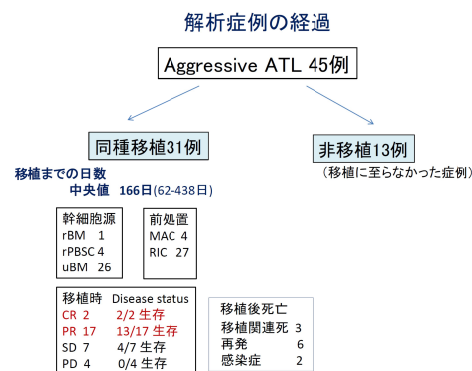 解析症例の経過
Aggressive ATL 45例
同種移植31例
非移植13例
(移植に至らなかった症例)
移植までの日数
中央値 166日(62-438日)
幹細胞源
rBM 1
rPBSC 4
uBM 26
前処置
MAC 4
RIC 27
移植時 Disease status
CR 2 2/2 生存
PR 17 13/17 生存
SD 7 4/7 生存
PD 4 0/4 生存
移植後死亡
移植関連死 3
再発 6
感染症 2